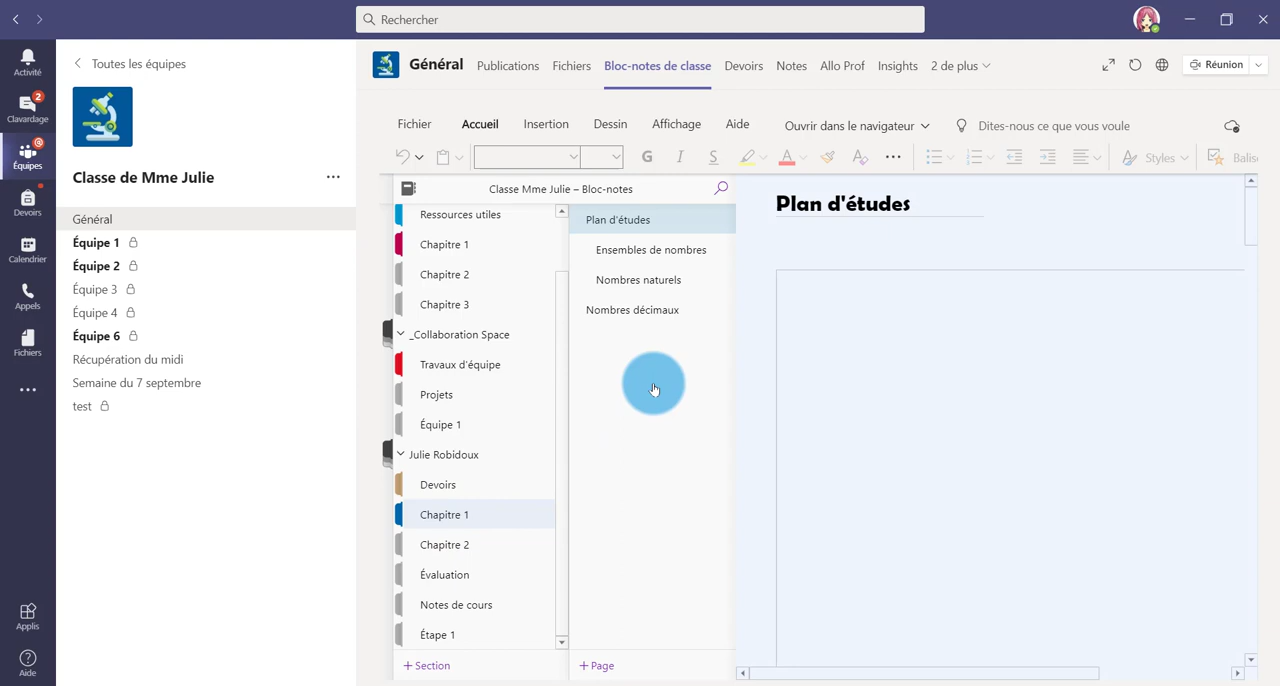 Rechercher
Activité
2
Clavardage
Équipes
Devoirs
Calendrier
Appels
Fichiers
Applis
Aide
Toutes les équipes
Classe de Mme Julie
Général
Équipe 1
Équipe 2
Équipe 3
Équipe 4
Équipe 6
Récupération du midi
Semaine du 7 septembre
test
Général Publications Fichiers Bloc-notes de classe Devoirs Notes Allo Prof Insights 2 de plus
Réunion
Fichier Accueil Insertion Dessin Affichage Aide Ouvrir dans le navigateur Dites-nous ce que vous voule
G I S A A Styles Balis
Classe Mme Julie – Bloc-notes
Ressources utiles
Chapitre 1
Chapitre 2
Chapitre 3
_Collaboration Space
Travaux d'équipe
Projets
Équipe 1
Julie Robidoux
Devoirs
Chapitre 1
Chapitre 2
Évaluation
Notes de cours
Étape 1
+ Section
Plan d'études
Ensembles de nombres
Nombres naturels
Nombres décimaux
+ Page
Plan d'études